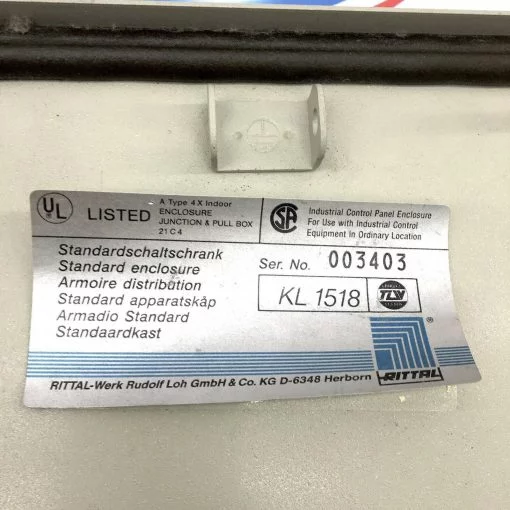 UL
LISTED
A Type 4 X Indoor
ENCLOSURE
JUNCTION & PULL BOX
21 C 4
SA
Industrial Control Panel Enclosure
For Use with Industrial Control
Equipment in Ordinary Location
Standardschaltschrank
Standard enclosure
Armoire distribution
Standard apparatskåp
Armadio Standard
Standaardkast
Ser. No. 003403
KL 1518
TÜV
®
RITTAL
RITTAL-Werk Rudolf Loh GmbH & Co. KG D-6348 Herborn